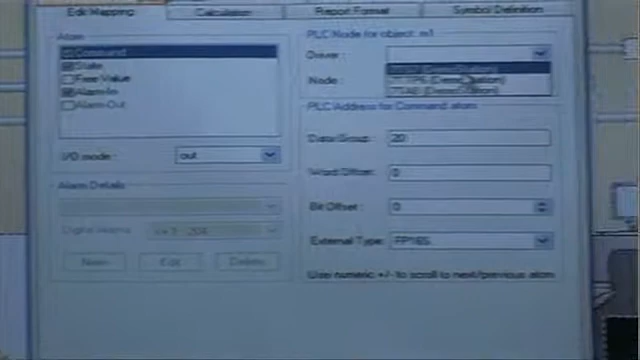 Edit Mapping
Calculation
Report Format
Symbol Definition
Atom
Command
State
Free Value
Alarm-In
Alarm-Out
I/O mode :
out
Alarm Details
Digital Alarms
New
Edit
Delete
PLC Node for object: m1
Driver :
Node :
PLC Address for Command atom
Data Group :
20
Word Offset :
0
Bit Offset :
0
External Type :
Use numeric +/- to scroll to next/previous atom